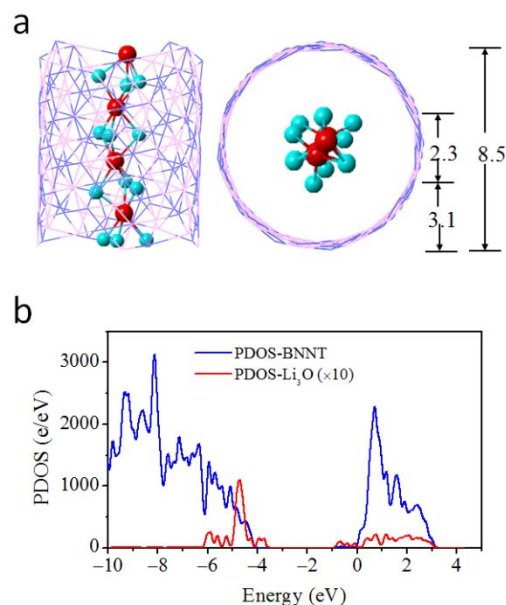 a
2.3
8.5
3.1
b
PDOS-BNNT
PDOS-Li₃O (×10)
3000
2000
1000
0
PDOS (e/eV)
−10 −8 −6 −4 −2 0 2 4
Energy (eV)